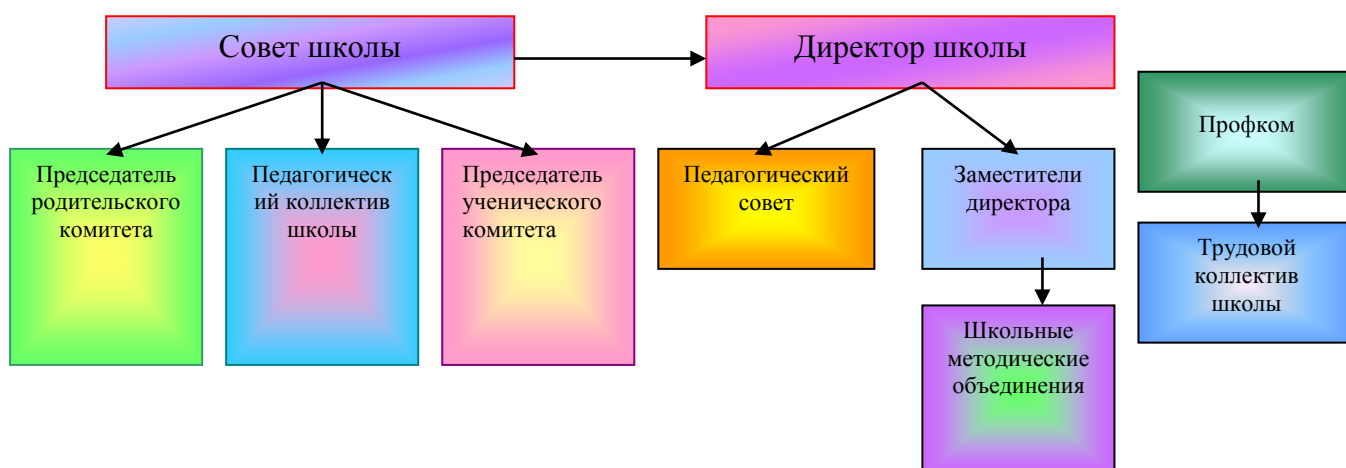 Совет школы
Директор школы
Профком
Председатель
родительского
комитета
Педагогическ
ий коллектив
школы
Председатель
ученического
комитета
Педагогический
совет
Заместители
директора
Трудовой
коллектив
школы
Школьные
методические
объединения